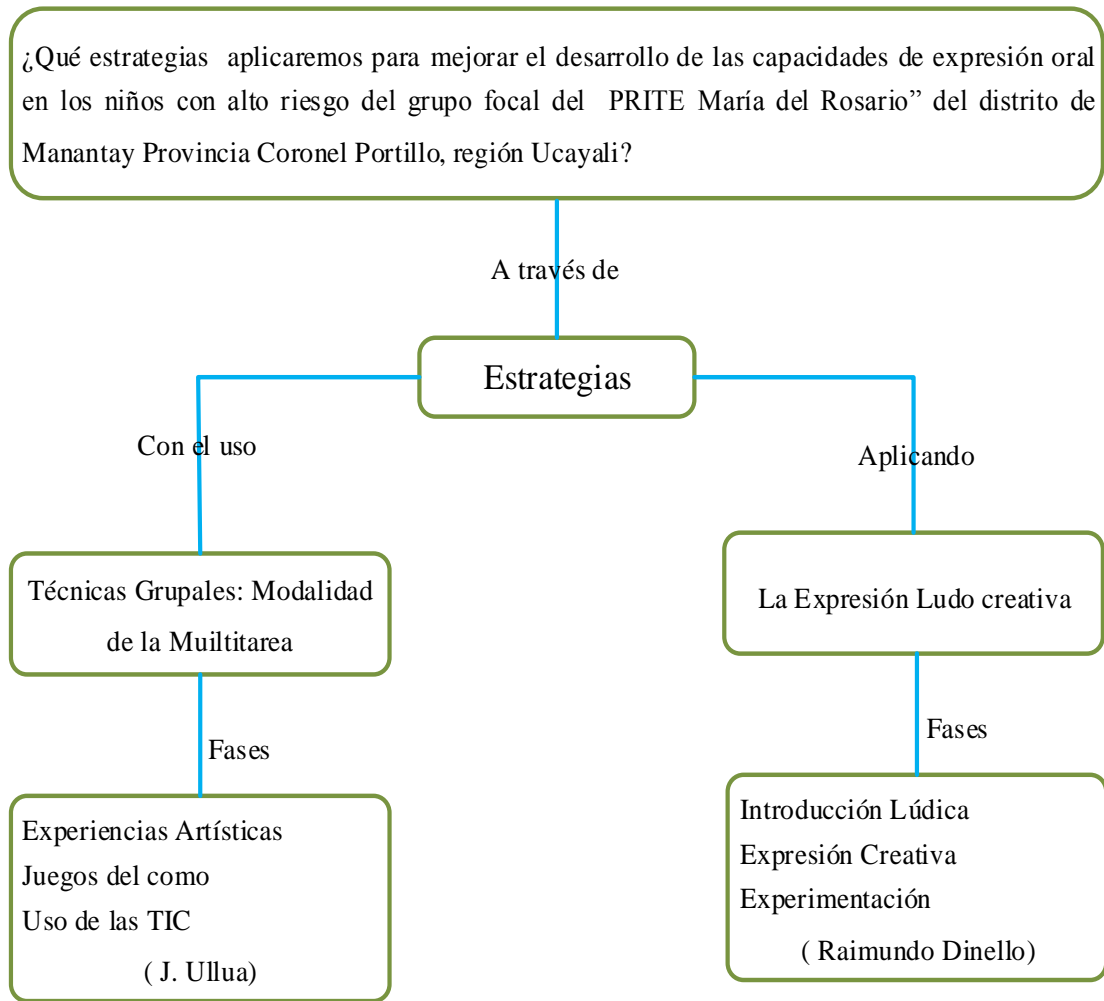 ¿Qué estrategias aplicaremos para mejorar el desarrollo de las capacidades de expresión oral
en los niños con alto riesgo del grupo focal del PRITE María del Rosario” del distrito de
Manantay Provincia Coronel Portillo, región Ucayali?
A través de
Estrategias
Con el uso
Aplicando
Técnicas Grupales: Modalidad
de la Muiltitarea
La Expresión Ludo creativa
Fases
Fases
Experiencias Artísticas
Juegos del como
Uso de las TIC
( J. Ullua)
Introducción Lúdica
Expresión Creativa
Experimentación
( Raimundo Dinello)